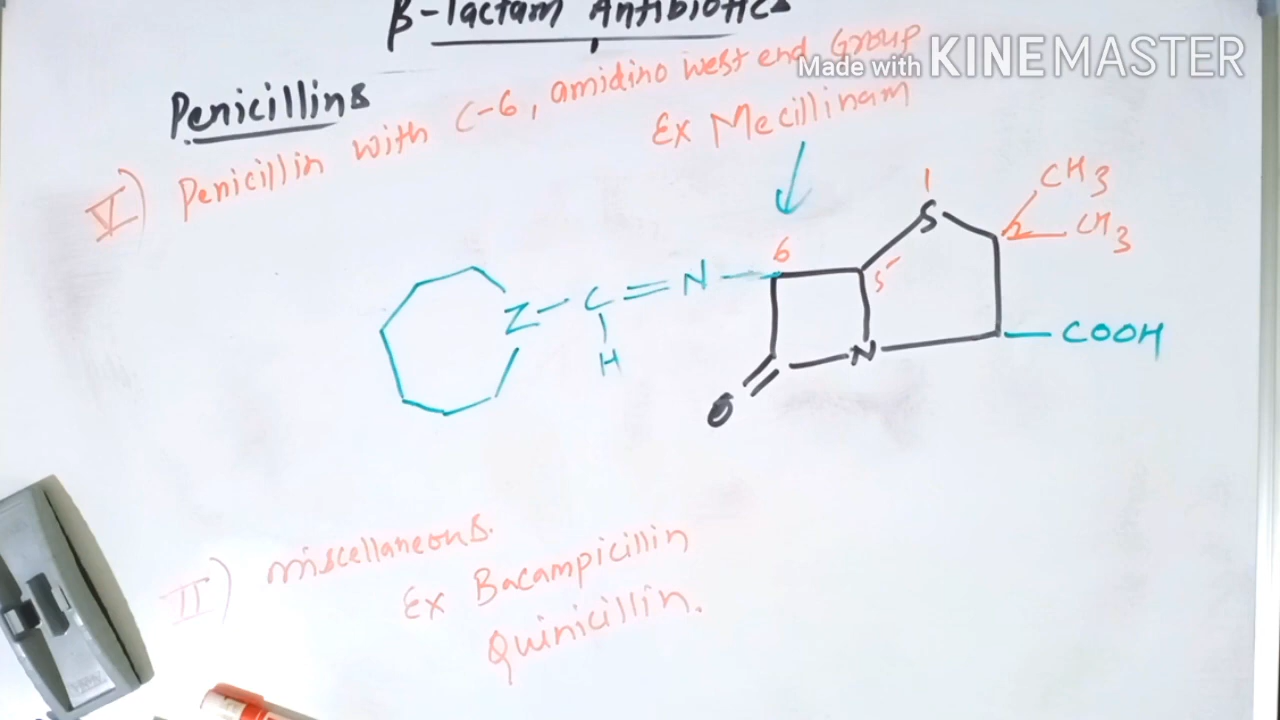 β-lactam Antibiotics
Made with KINEMASTER
Penicillins
V) Penicillin with C-6, amidino west end Group
Ex Mecillinam
1
CH3
S
CH3
6
5
N - C = N
H
COOH
N
O
II) miscellaneous.
Ex Bacampicillin
Quinicillin.